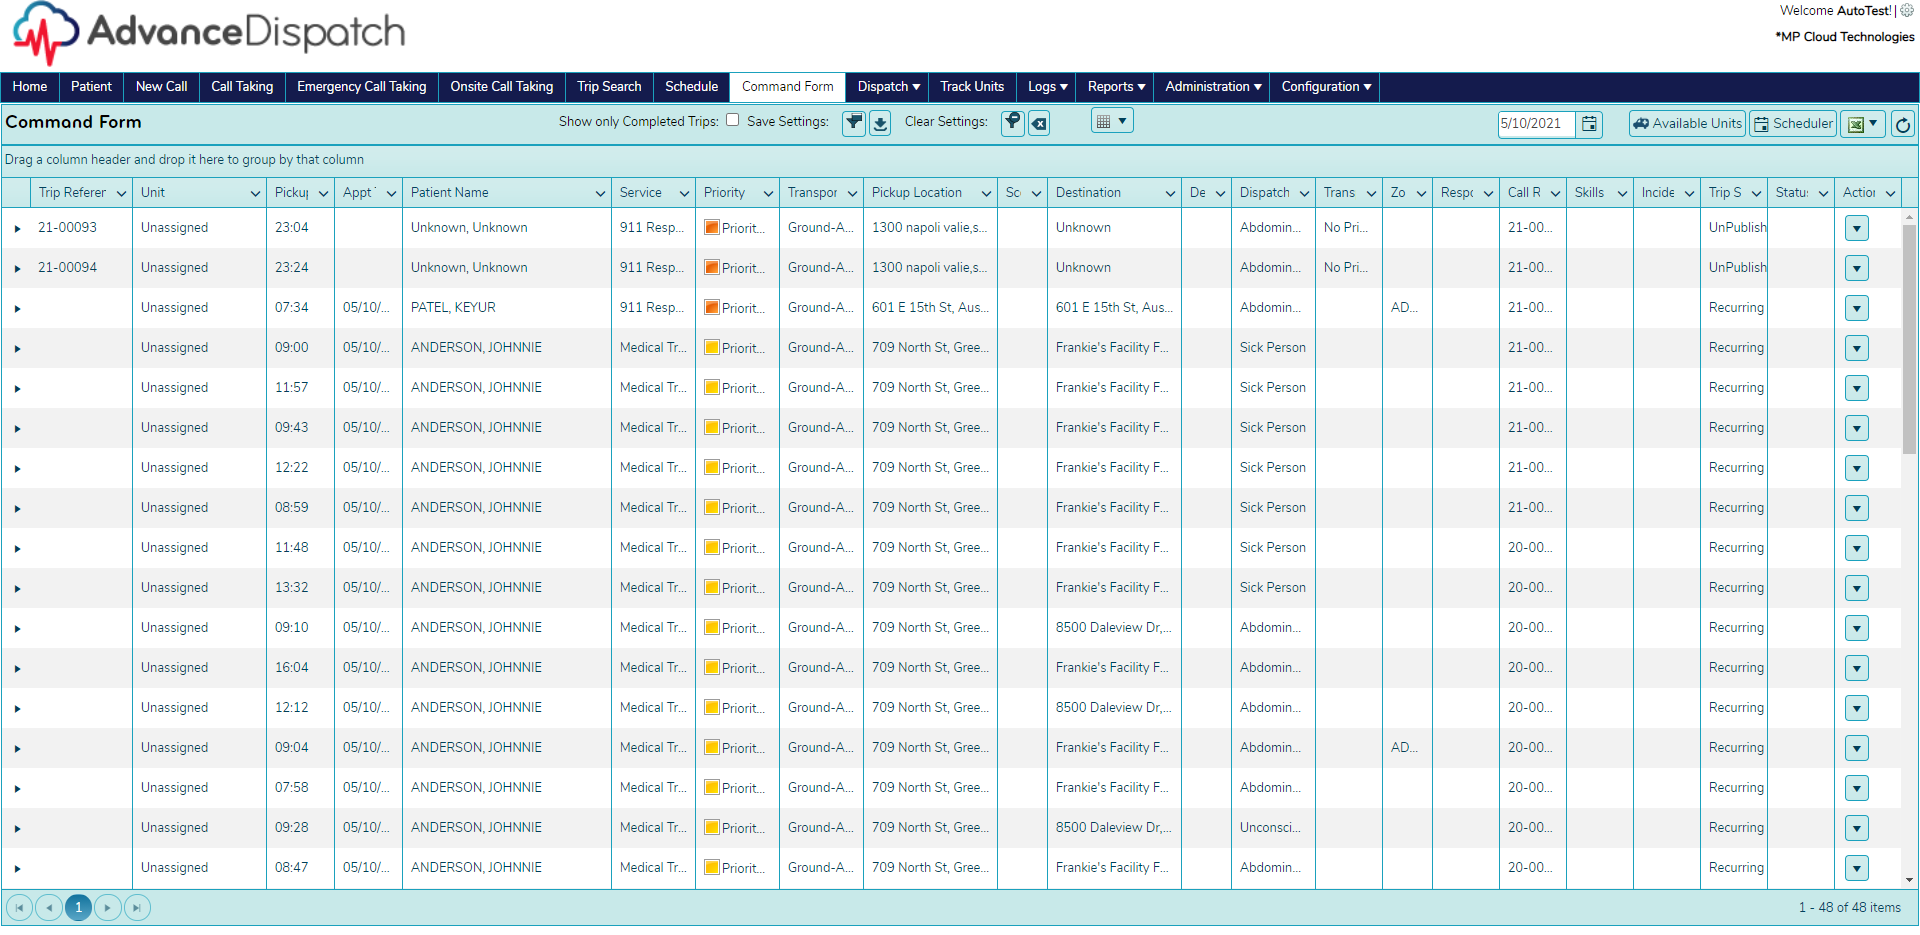 AdvanceDispatch
Welcome AutoTest! |
*MP Cloud Technologies
Home Patient New Call Call Taking Emergency Call Taking Onsite Call Taking Trip Search Schedule Command Form Dispatch Track Units Logs Reports Administration Configuration
Command Form Show only Completed Trips: Save Settings: Clear Settings: 5/10/2021 Available Units Scheduler
Drag a column header and drop it here to group by that column
Trip Referer Unit Pickup Appt Patient Name Service Priority Transpor Pickup Location Sc Destination De Dispatch Trans Zo Respo Call R Skills Incide Trip S Status Action
21-00093 Unassigned 23:04 Unknown, Unknown 911 Resp... Priorit... Ground-A... 1300 napoli valie,s... Unknown Abdomin... No Pri... 21-00... UnPublish
21-00094 Unassigned 23:24 Unknown, Unknown 911 Resp... Priorit... Ground-A... 1300 napoli valie,s... Unknown Abdomin... No Pri... 21-00... UnPublish
Unassigned 07:34 05/10/... PATEL, KEYUR 911 Resp... Priorit... Ground-A... 601 E 15th St, Aus... 601 E 15th St, Aus... Abdomin... AD... 21-00... Recurring
Unassigned 09:00 05/10/... ANDERSON, JOHNNIE Medical Tr... Priorit... Ground-A... 709 North St, Gree... Frankie's Facility F... Sick Person 21-00... Recurring
Unassigned 11:57 05/10/... ANDERSON, JOHNNIE Medical Tr... Priorit... Ground-A... 709 North St, Gree... Frankie's Facility F... Sick Person 21-00... Recurring
Unassigned 09:43 05/10/... ANDERSON, JOHNNIE Medical Tr... Priorit... Ground-A... 709 North St, Gree... Frankie's Facility F... Sick Person 21-00... Recurring
Unassigned 12:22 05/10/... ANDERSON, JOHNNIE Medical Tr... Priorit... Ground-A... 709 North St, Gree... Frankie's Facility F... Sick Person 21-00... Recurring
Unassigned 08:59 05/10/... ANDERSON, JOHNNIE Medical Tr... Priorit... Ground-A... 709 North St, Gree... Frankie's Facility F... Sick Person 21-00... Recurring
Unassigned 11:48 05/10/... ANDERSON, JOHNNIE Medical Tr... Priorit... Ground-A... 709 North St, Gree... Frankie's Facility F... Sick Person 20-00... Recurring
Unassigned 13:32 05/10/... ANDERSON, JOHNNIE Medical Tr... Priorit... Ground-A... 709 North St, Gree... Frankie's Facility F... Sick Person 20-00... Recurring
Unassigned 09:10 05/10/... ANDERSON, JOHNNIE Medical Tr... Priorit... Ground-A... 709 North St, Gree... 8500 Daleview Dr,... Abdomin... 20-00... Recurring
Unassigned 16:04 05/10/... ANDERSON, JOHNNIE Medical Tr... Priorit... Ground-A... 709 North St, Gree... Frankie's Facility F... Abdomin... 20-00... Recurring
Unassigned 12:12 05/10/... ANDERSON, JOHNNIE Medical Tr... Priorit... Ground-A... 709 North St, Gree... 8500 Daleview Dr,... Abdomin... 20-00... Recurring
Unassigned 09:04 05/10/... ANDERSON, JOHNNIE Medical Tr... Priorit... Ground-A... 709 North St, Gree... Frankie's Facility F... Abdomin... AD... 20-00... Recurring
Unassigned 07:58 05/10/... ANDERSON, JOHNNIE Medical Tr... Priorit... Ground-A... 709 North St, Gree... Frankie's Facility F... Abdomin... 20-00... Recurring
Unassigned 09:28 05/10/... ANDERSON, JOHNNIE Medical Tr... Priorit... Ground-A... 709 North St, Gree... 8500 Daleview Dr,... Unconsci... 20-00... Recurring
Unassigned 08:47 05/10/... ANDERSON, JOHNNIE Medical Tr... Priorit... Ground-A... 709 North St, Gree... Frankie's Facility F... Abdomin... 20-00... Recurring
1 1 - 48 of 48 items